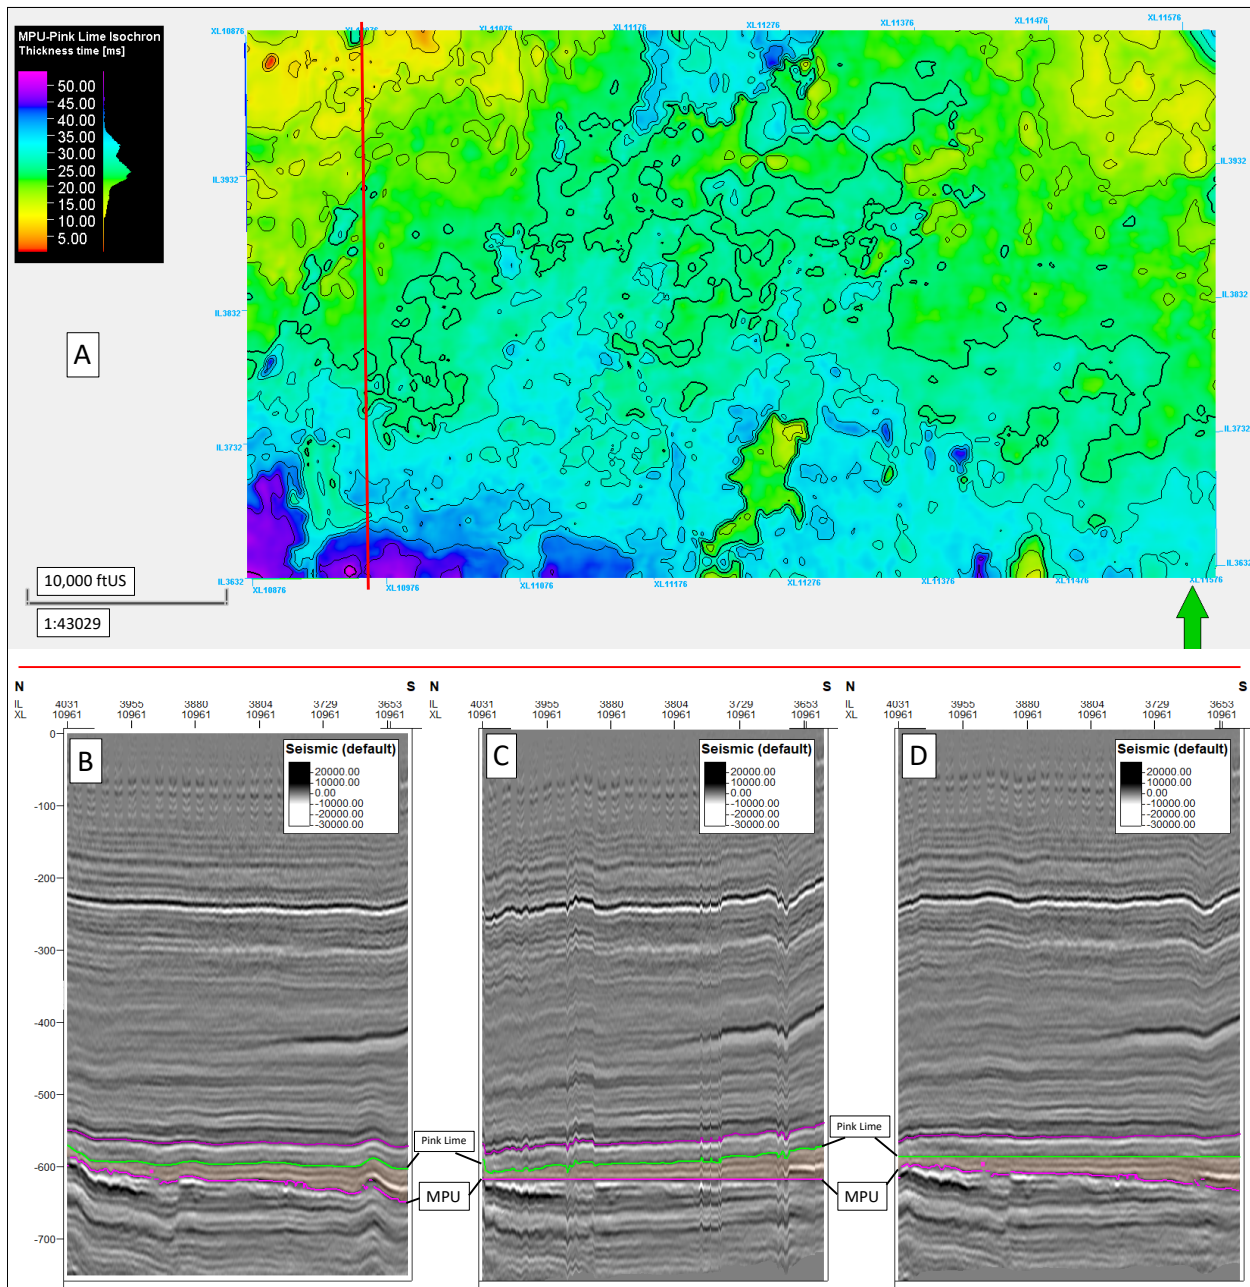 MPU-Pink Lime Isochron
Thickness time [ms]
50.00
45.00
40.00
35.00
30.00
25.00
20.00
15.00
10.00
5.00
A
10,000 ftUS
1:43029
XL10876
XL11176
XL11276
XL11376
XL11476
XL11576
IL3932
IL3932
IL3832
IL3832
IL3732
IL3732
IL3632
IL3632
XL10876
XL10976
XL11076
XL11176
XL11276
XL11376
XL11476
XL11576
N S N S N S
IL 4031 3955 3880 3804 3729 3653
XL 10961 10961 10961 10961 10961 10961
IL 4031 3955 3880 3804 3729 3653
XL 10961 10961 10961 10961 10961 10961
IL 4031 3955 3880 3804 3729 3653
XL 10961 10961 10961 10961 10961 10961
0
-100
-200
-300
-400
-500
-600
-700
B
Seismic (default)
20000.00
10000.00
0.00
-10000.00
-20000.00
-30000.00
C
Seismic (default)
20000.00
10000.00
0.00
-10000.00
-20000.00
-30000.00
D
Seismic (default)
20000.00
10000.00
0.00
-10000.00
-20000.00
-30000.00
Pink Lime
MPU
Pink Lime
MPU